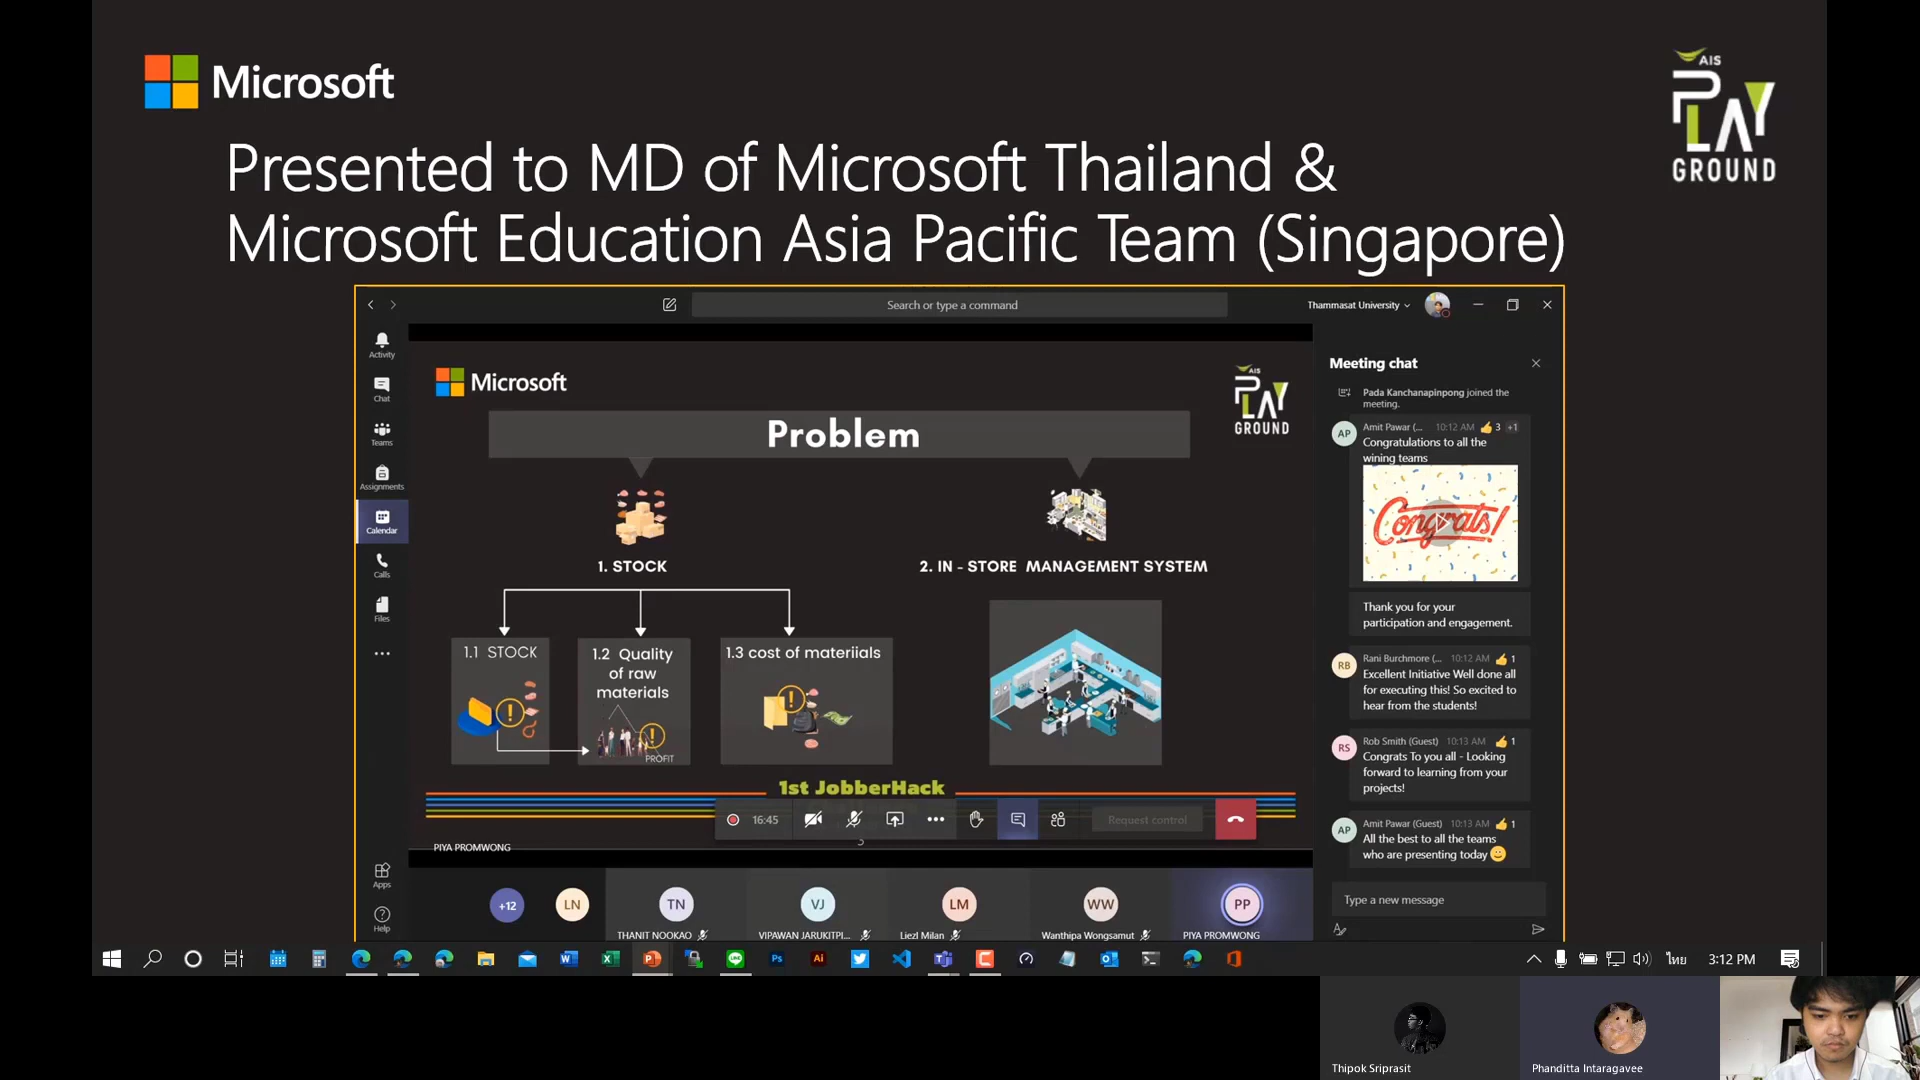 Microsoft
AIS
PLAY
GROUND
Presented to MD of Microsoft Thailand &
Microsoft Education Asia Pacific Team (Singapore)
Search or type a command
Thammasat University
Activity
Chat
Teams
Assignments
Calendar
Calls
Files
Apps
Help
Microsoft
AIS
PLAY
GROUND
Problem
1. STOCK
2. IN - STORE MANAGEMENT SYSTEM
1.1 STOCK
1.2 Quality
of raw
materials
PROFIT
1.3 cost of materiials
1st JobberHack
16:45
Request control
PIYA PROMWONG
+12
LN
TN
THANIT NOOKAO
VJ
VIPAWAN JARUKITPI...
LM
Liezl Milan
WW
Wanthipa Wongsamut
PP
PIYA PROMWONG
Meeting chat
Pada Kanchanapinpong joined the
meeting.
AP
Amit Pawar (... 10:12 AM 3 +1
Congratulations to all the
wining teams
Congrats!
Thank you for your
participation and engagement.
RB
Rani Burchmore (... 10:12 AM 1
Excellent Initiative Well done all
for executing this! So excited to
hear from the students!
RS
Rob Smith (Guest) 10:13 AM 1
Congrats To you all - Looking
forward to learning from your
projects!
AP
Amit Pawar (Guest) 10:13 AM 1
All the best to all the teams
who are presenting today
Type a new message
Ps
Ai
ไทย
3:12 PM
Thipok Sriprasit
Phanditta Intaragavee